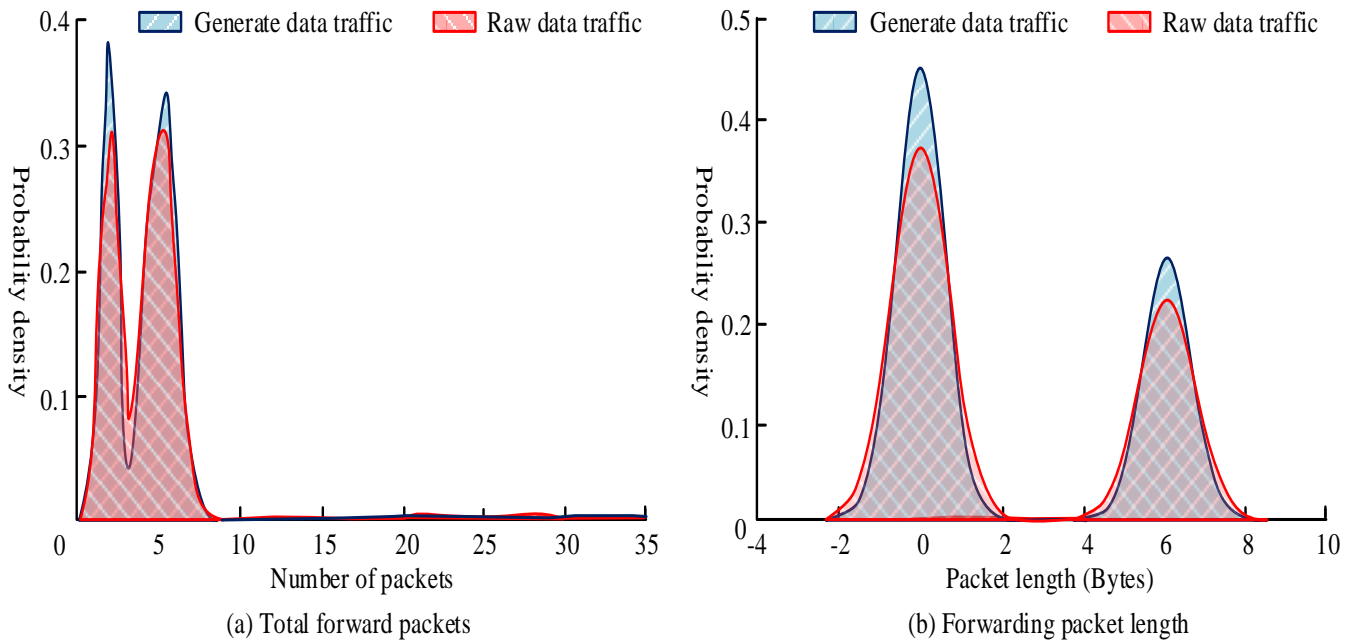 Generate data traffic
Raw data traffic
0.4
0.3
0.2
0.1
0
5
10
15
20
25
30
35
Probability density
Number of packets
(a) Total forward packets
Generate data traffic
Raw data traffic
0.5
0.4
0.3
0.2
0.1
0
-4
-2
0
2
4
6
8
10
Probability density
Packet length (Bytes)
(b) Forwarding packet length